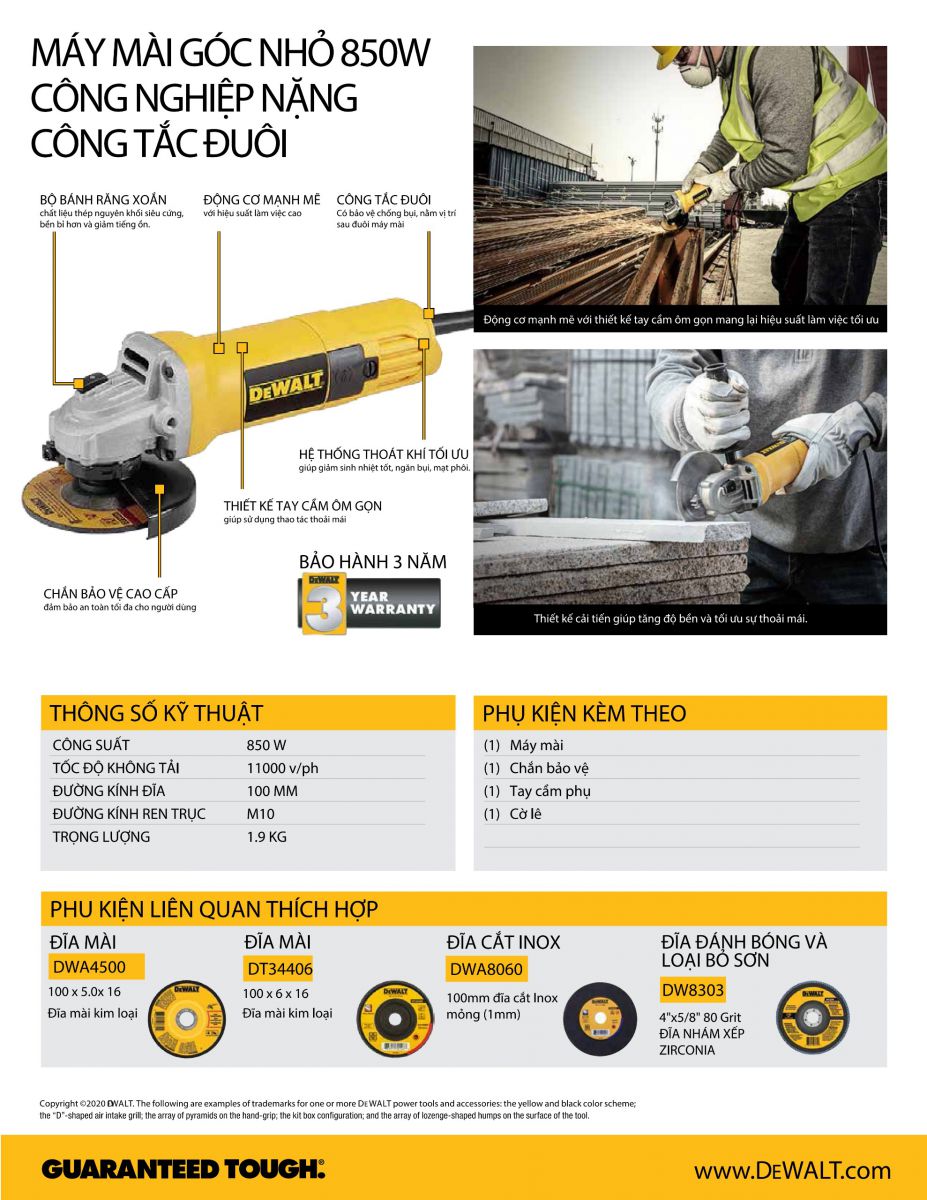 MÁY MÀI GÓC NHỎ 850W
CÔNG NGHIỆP NẶNG
CÔNG TẮC ĐUÔI
BỘ BÁNH RĂNG XOẮN
chất liệu thép nguyên khối siêu cứng,
bền bỉ hơn và giảm tiếng ồn.
ĐỘNG CƠ MẠNH MẼ
với hiệu suất làm việc cao
CÔNG TẮC ĐUÔI
Có bảo vệ chống bụi, nằm vị trí
sau đuôi máy mài
Động cơ mạnh mẽ với thiết kế tay cầm ôm gọn mang lại hiệu suất làm việc tối ưu
DEWALT
HỆ THỐNG THOÁT KHÍ TỐI ƯU
giúp giảm sinh nhiệt tốt, ngăn bụi, mạt phôi.
THIẾT KẾ TAY CẦM ÔM GỌN
giúp sử dụng thao tác thoải mái
CHẮN BẢO VỆ CAO CẤP
đảm bảo an toàn tối đa cho người dùng
BẢO HÀNH 3 NĂM
DEWALT
3 YEAR
WARRANTY
DEWALT
Thiết kế cải tiến giúp tăng độ bền và tối ưu sự thoải mái.
THÔNG SỐ KỸ THUẬT
CÔNG SUẤT 850 W
TỐC ĐỘ KHÔNG TẢI 11000 v/ph
ĐƯỜNG KÍNH ĐĨA 100 MM
ĐƯỜNG KÍNH REN TRỤC M10
TRỌNG LƯỢNG 1.9 KG
PHỤ KIỆN KÈM THEO
(1) Máy mài
(1) Chắn bảo vệ
(1) Tay cầm phụ
(1) Cờ lê
PHU KIỆN LIÊN QUAN THÍCH HỢP
ĐĨA MÀI
DWA4500
100 x 5.0x 16
Đĩa mài kim loại
DEWALT
ĐĨA MÀI
DT34406
100 x 6 x 16
Đĩa mài kim loại
DEWALT
ĐĨA CẮT INOX
DWA8060
100mm đĩa cắt Inox
mỏng (1mm)
DEWALT
ĐĨA ĐÁNH BÓNG VÀ
LOẠI BỎ SƠN
DW8303
4"x5/8" 80 Grit
ĐĨA NHÁM XẾP
ZIRCONIA
DEWALT
Copyright ©2020 DEWALT. The following are examples of trademarks for one or more DEWALT power tools and accessories: the yellow and black color scheme;
the “D”-shaped air intake grill; the array of pyramids on the hand-grip; the kit box configuration; and the array of lozenge-shaped humps on the surface of the tool.
GUARANTEED TOUGH.®
www.DEWALT.com